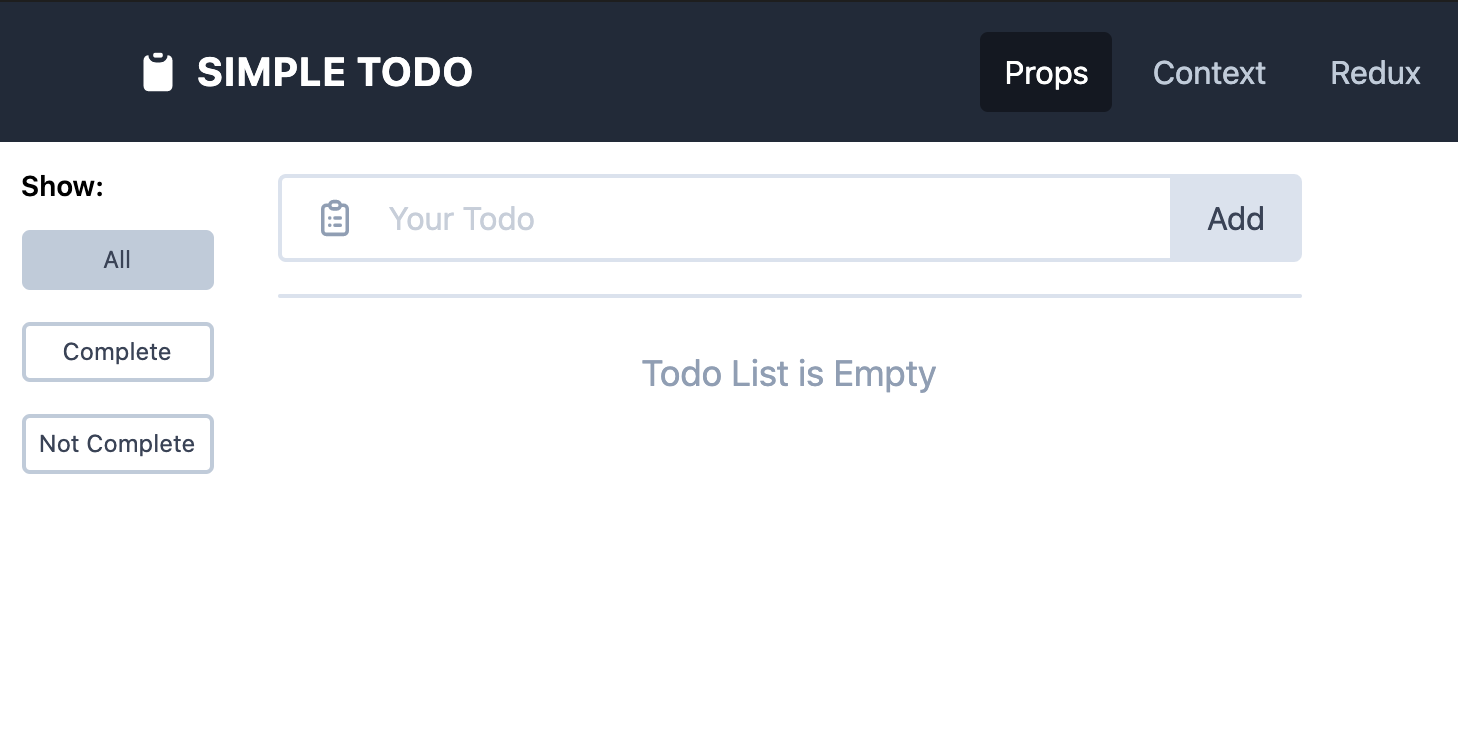 SIMPLE TODO
Props
Context
Redux
Show:
All
Complete
Not Complete
Your Todo
Add
Todo List is Empty